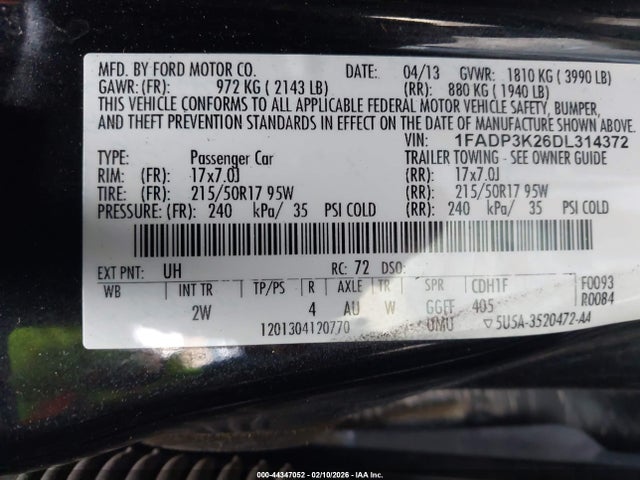 MFD. BY FORD MOTOR CO. DATE: 04/13 GVWR: 1810 KG ( 3990 LB)
GAWR: (FR): 972 KG ( 2143 LB) (RR): 880 KG ( 1940 LB)
THIS VEHICLE CONFORMS TO ALL APPLICABLE FEDERAL MOTOR VEHICLE SAFETY, BUMPER,
AND THEFT PREVENTION STANDARDS IN EFFECT ON THE DATE OF MANUFACTURE SHOWN ABOVE.
VIN: 1FADP3K26DL314372
TYPE: Passenger Car TRAILER TOWING - SEE OWNER GUIDE
RIM: (FR): 17x7.0J (RR): 17x7.0J
TIRE: (FR): 215/50R17 95W (RR): 215/50R17 95W
PRESSURE: (FR): 240 kPa/ 35 PSI COLD (RR): 240 kPa/ 35 PSI COLD
EXT PNT: UH RC: 72 DSO:
WB INT TR TP/PS R AXLE TR SPR CDH1F F0093
2W 4 AU W GGFF 405 R0084
1201304120770 UMU ▽5U5A-3520472-AA
000-44347052 - 02/10/2026 - IAA Inc.